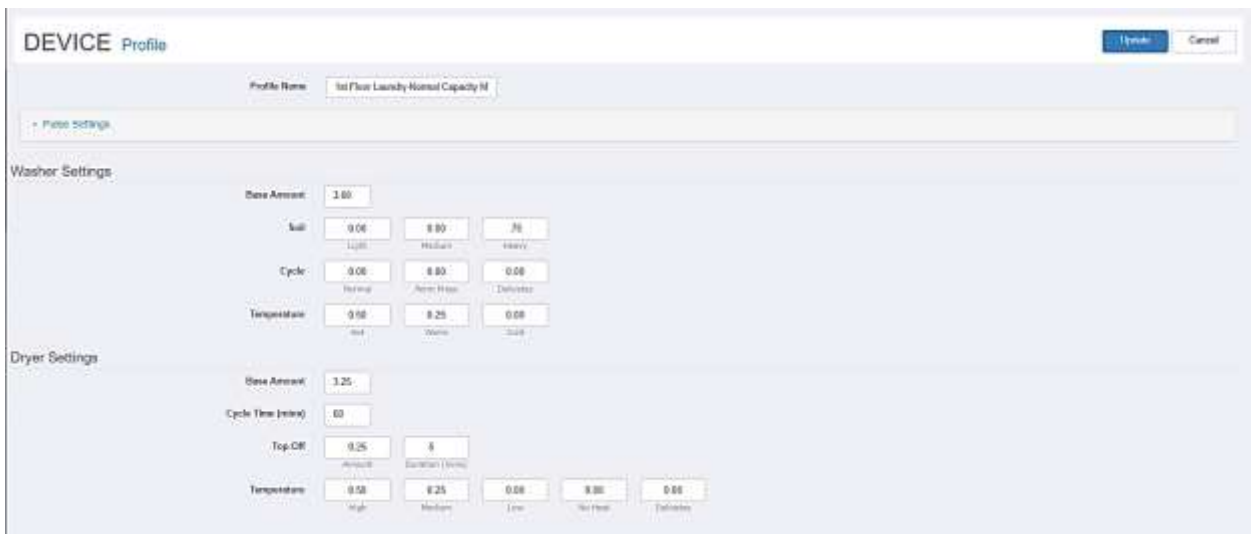 DEVICE Profile
Update Cancel
Profile Name 1st Floor Laundry-Normal Capacity M
Pulse Settings
Washer Settings
Base Amount
Soil 0.00 0.00 .75
Light Medium Heavy
Cycle 0.00 0.00 0.00
Normal Perm Press Delicates
Temperature 0.50 0.25 0.00
Hot Warm Cold
Dryer Settings
Base Amount 3.25
Cycle Time (mins) 60
Top Off 0.25
Amount Duration (mins)
Temperature 0.50 0.25 0.00 0.00 0.00
High Medium Low No Heat Delicates